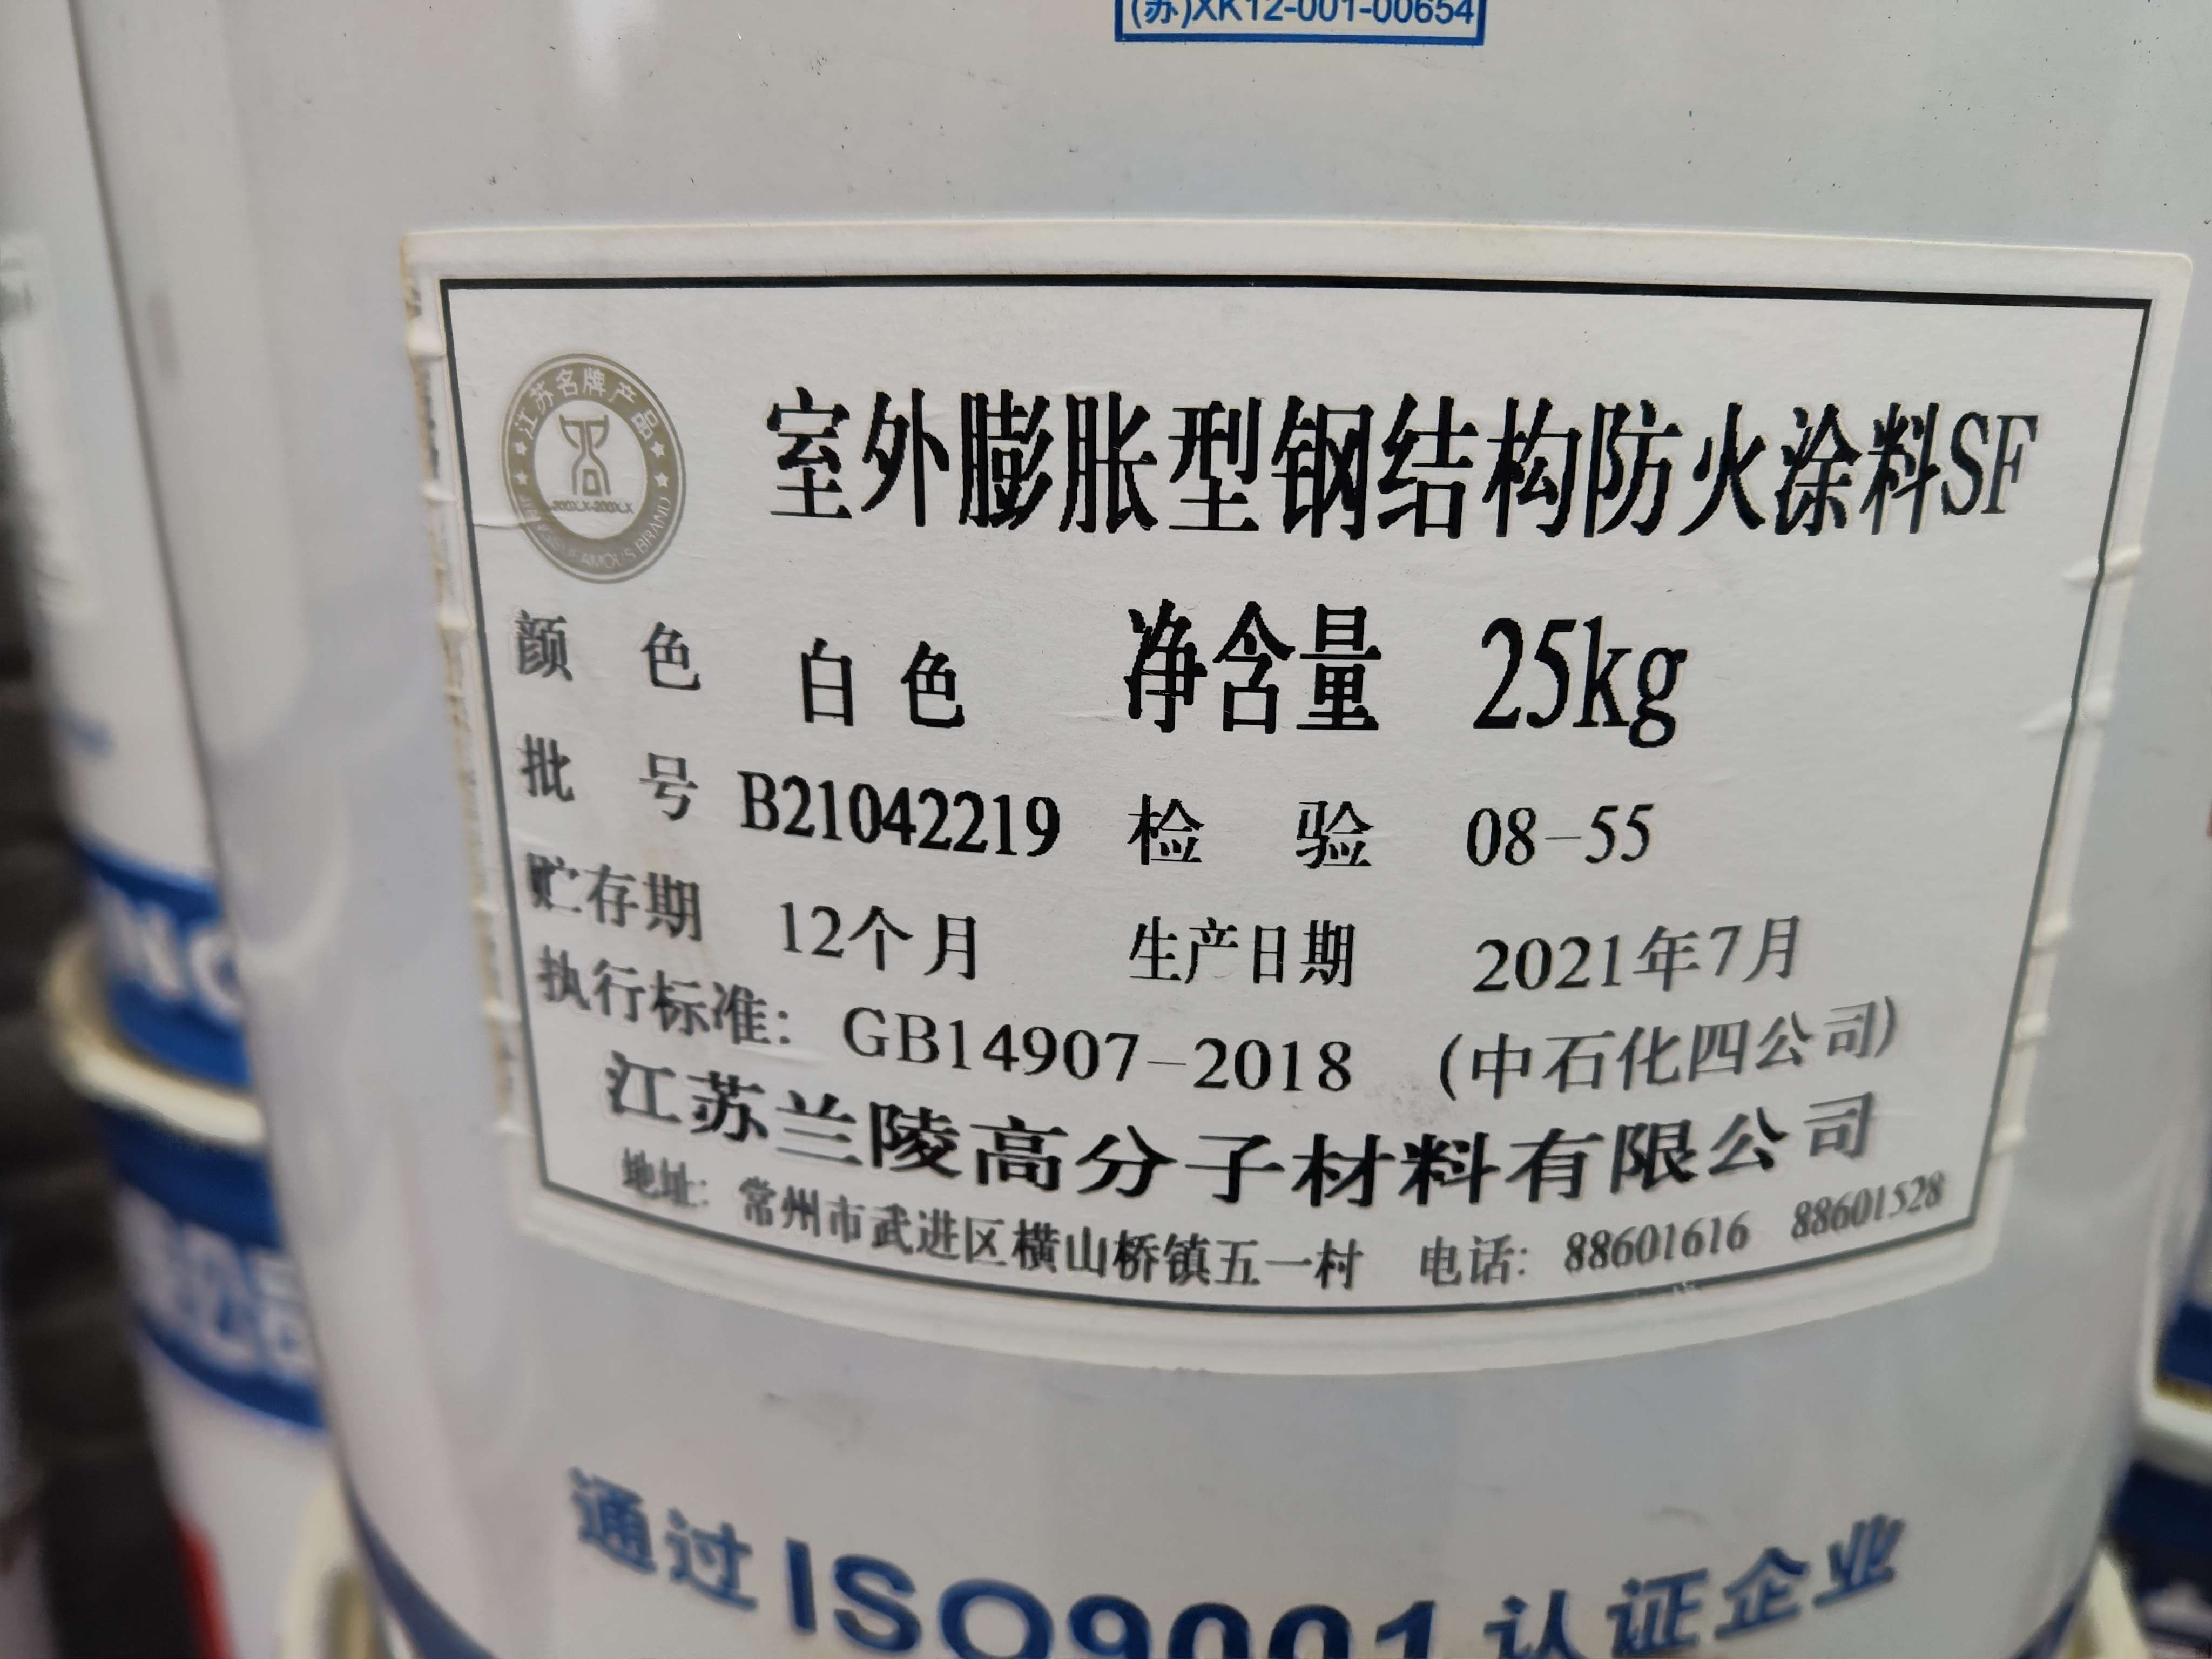 (苏)XK12-001-00654
江苏名牌产品
JIANGSU FAMOUS BRAND
室外膨胀型钢结构防火涂料SF
颜 色 白色 净含量 25kg
批 号 B21042219 检 验 08-55
贮存期 12个月 生产日期 2021年7月
执行标准: GB14907-2018 (中石化四公司)
江苏兰陵高分子材料有限公司
地址: 常州市武进区横山桥镇五一村 电话: 88601616 88601528
通过ISO9001认证企业